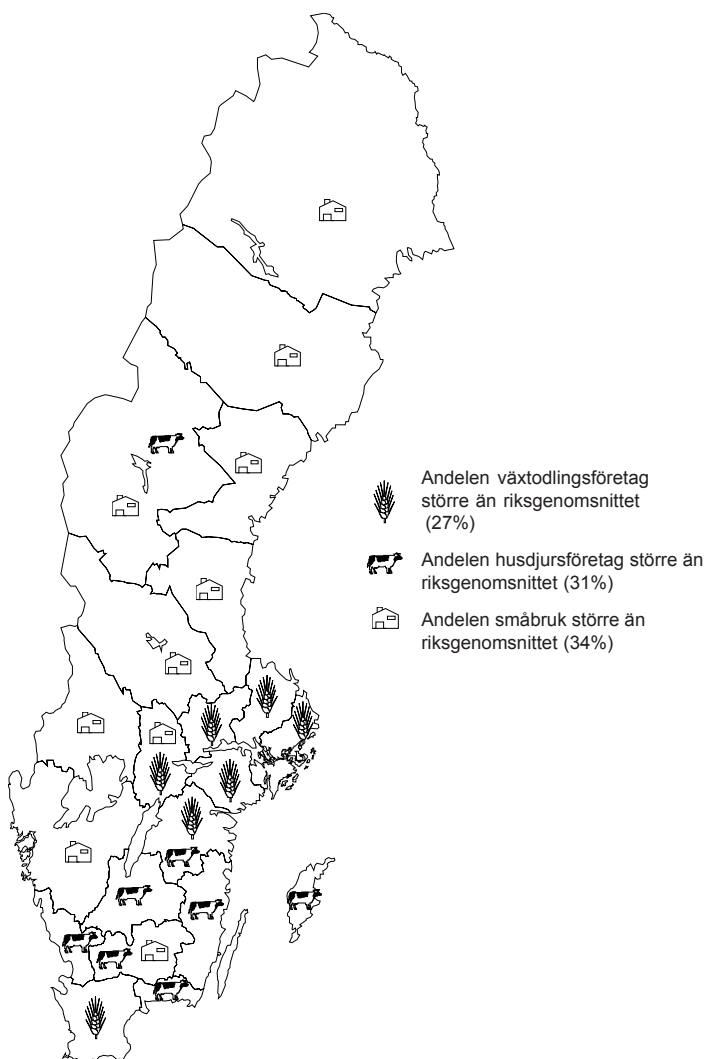 Andelen växtodlingsföretag
större än riksgenomsnittet
(27%)
Andelen husdjursföretag större än
riksgenomsnittet (31%)
Andelen småbruk större än
riksgenomsnittet (34%)